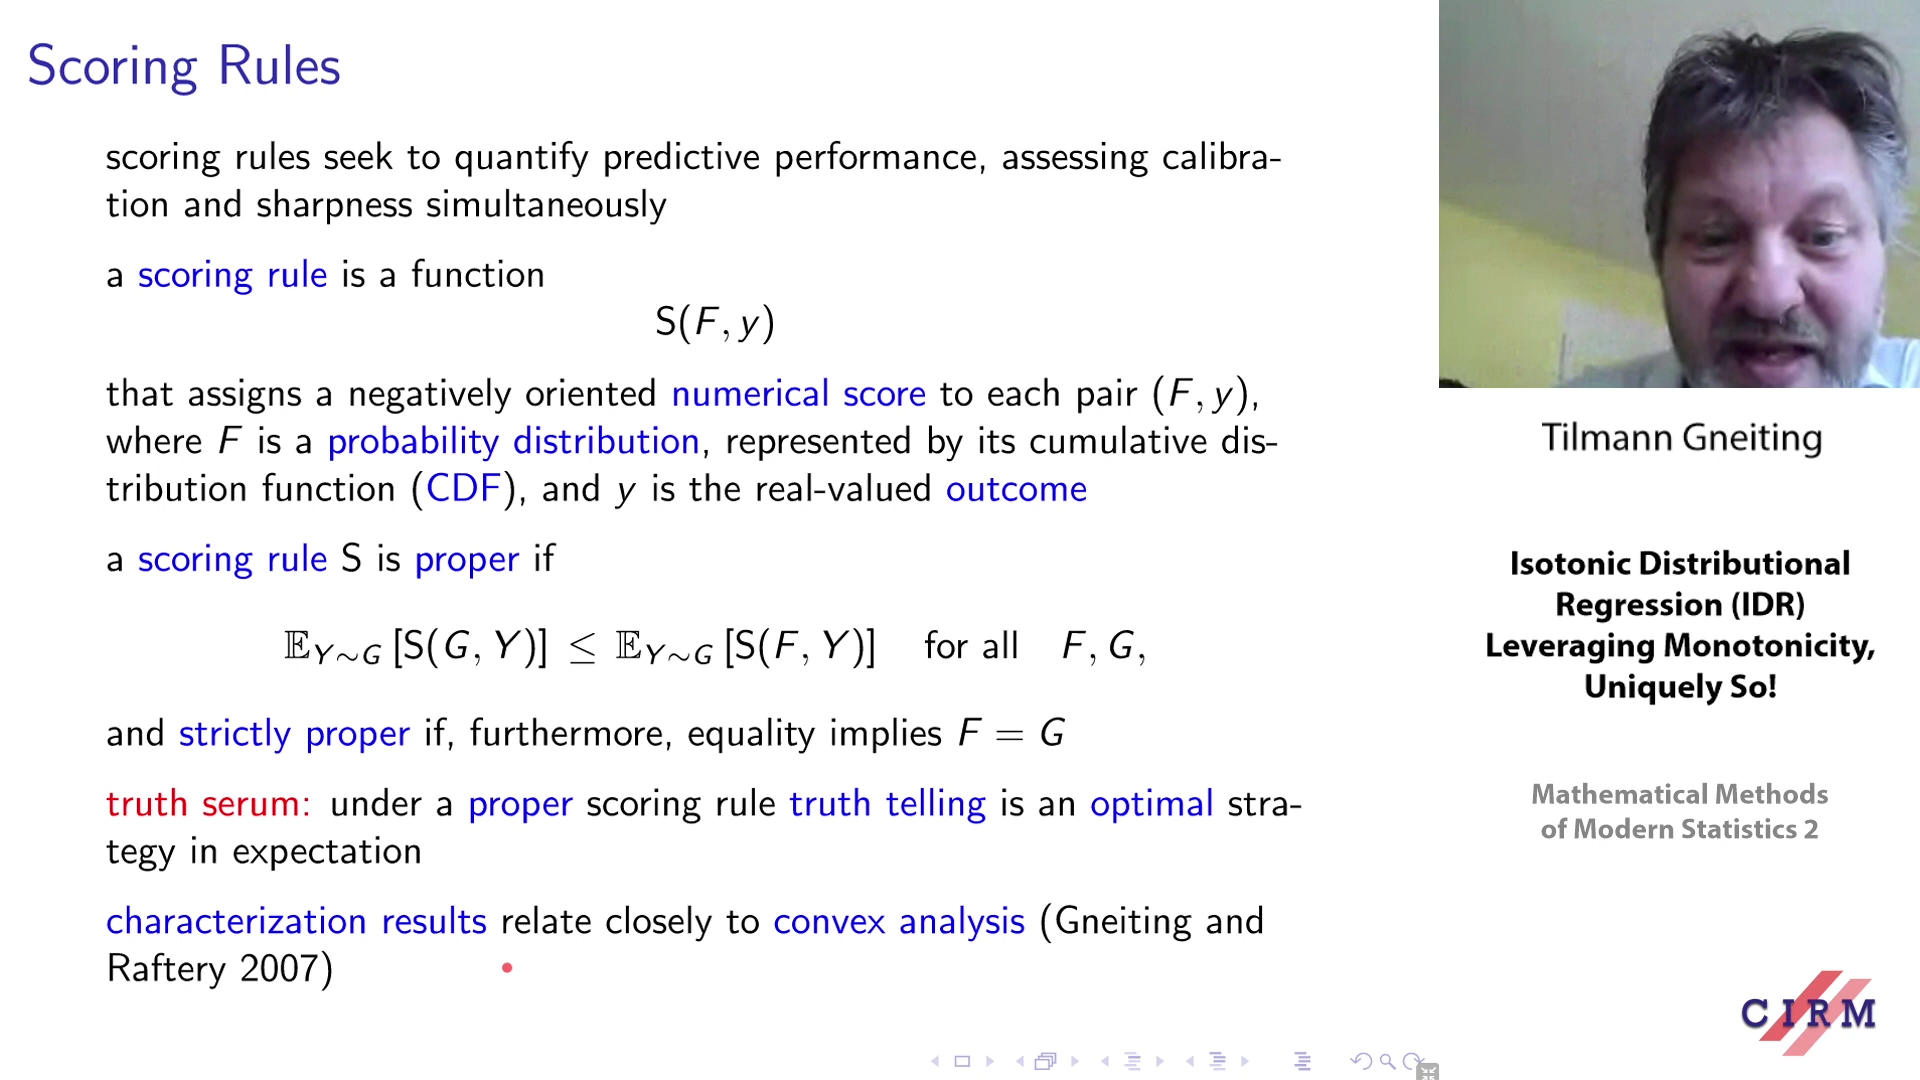 Scoring Rules
scoring rules seek to quantify predictive performance, assessing calibra-
tion and sharpness simultaneously
a scoring rule is a function
S(F, y)
that assigns a negatively oriented numerical score to each pair (F, y),
where F is a probability distribution, represented by its cumulative dis-
tribution function (CDF), and y is the real-valued outcome
a scoring rule S is proper if
𝔼_{Y∼G} [S(G, Y)] ≤ 𝔼_{Y∼G} [S(F, Y)] for all F, G,
and strictly proper if, furthermore, equality implies F = G
truth serum: under a proper scoring rule truth telling is an optimal stra-
tegy in expectation
characterization results relate closely to convex analysis (Gneiting and
Raftery 2007)
Tilmann Gneiting
Isotonic Distributional
Regression (IDR)
Leveraging Monotonicity,
Uniquely So!
Mathematical Methods
of Modern Statistics 2
CIRM